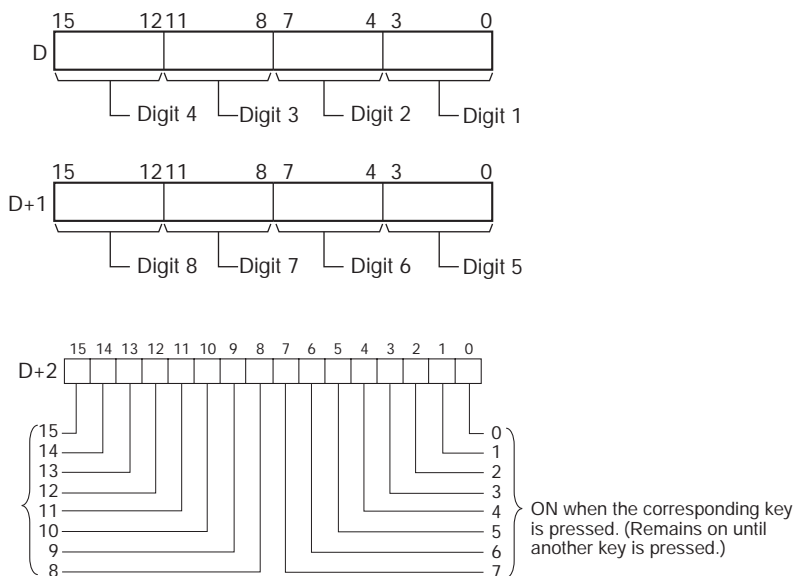 15 12 11 8 7 4 3 0
D
Digit 4 Digit 3 Digit 2 Digit 1
15 12 11 8 7 4 3 0
D+1
Digit 8 Digit 7 Digit 6 Digit 5
15 14 13 12 11 10 9 8 7 6 5 4 3 2 1 0
D+2
15 0
14 1
13 2
12 3
11 4
10 5
9 6
8 7
ON when the corresponding key
is pressed. (Remains on until
another key is pressed.)